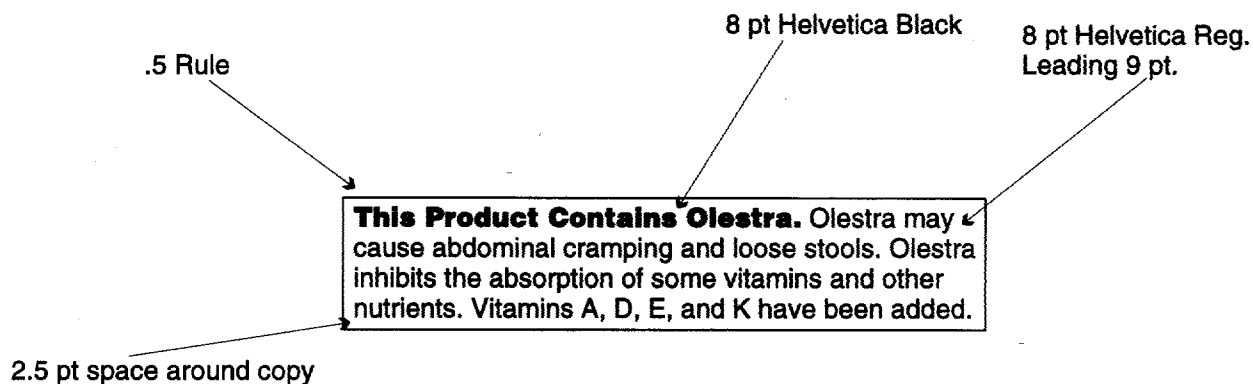 8 pt Helvetica Black
8 pt Helvetica Reg.
Leading 9 pt.
.5 Rule
This Product Contains Olestra. Olestra may
cause abdominal cramping and loose stools. Olestra
inhibits the absorption of some vitamins and other
nutrients. Vitamins A, D, E, and K have been added.
2.5 pt space around copy